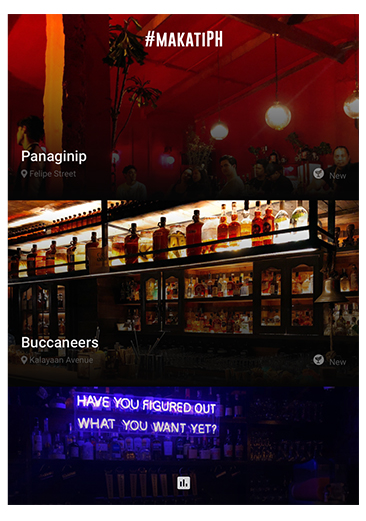 #MAKATIPH
Panaginip
Felipe Street
New
Buccaneers
Kalayaan Avenue
New
HAVE YOU FIGURED OUT
WHAT YOU WANT YET?